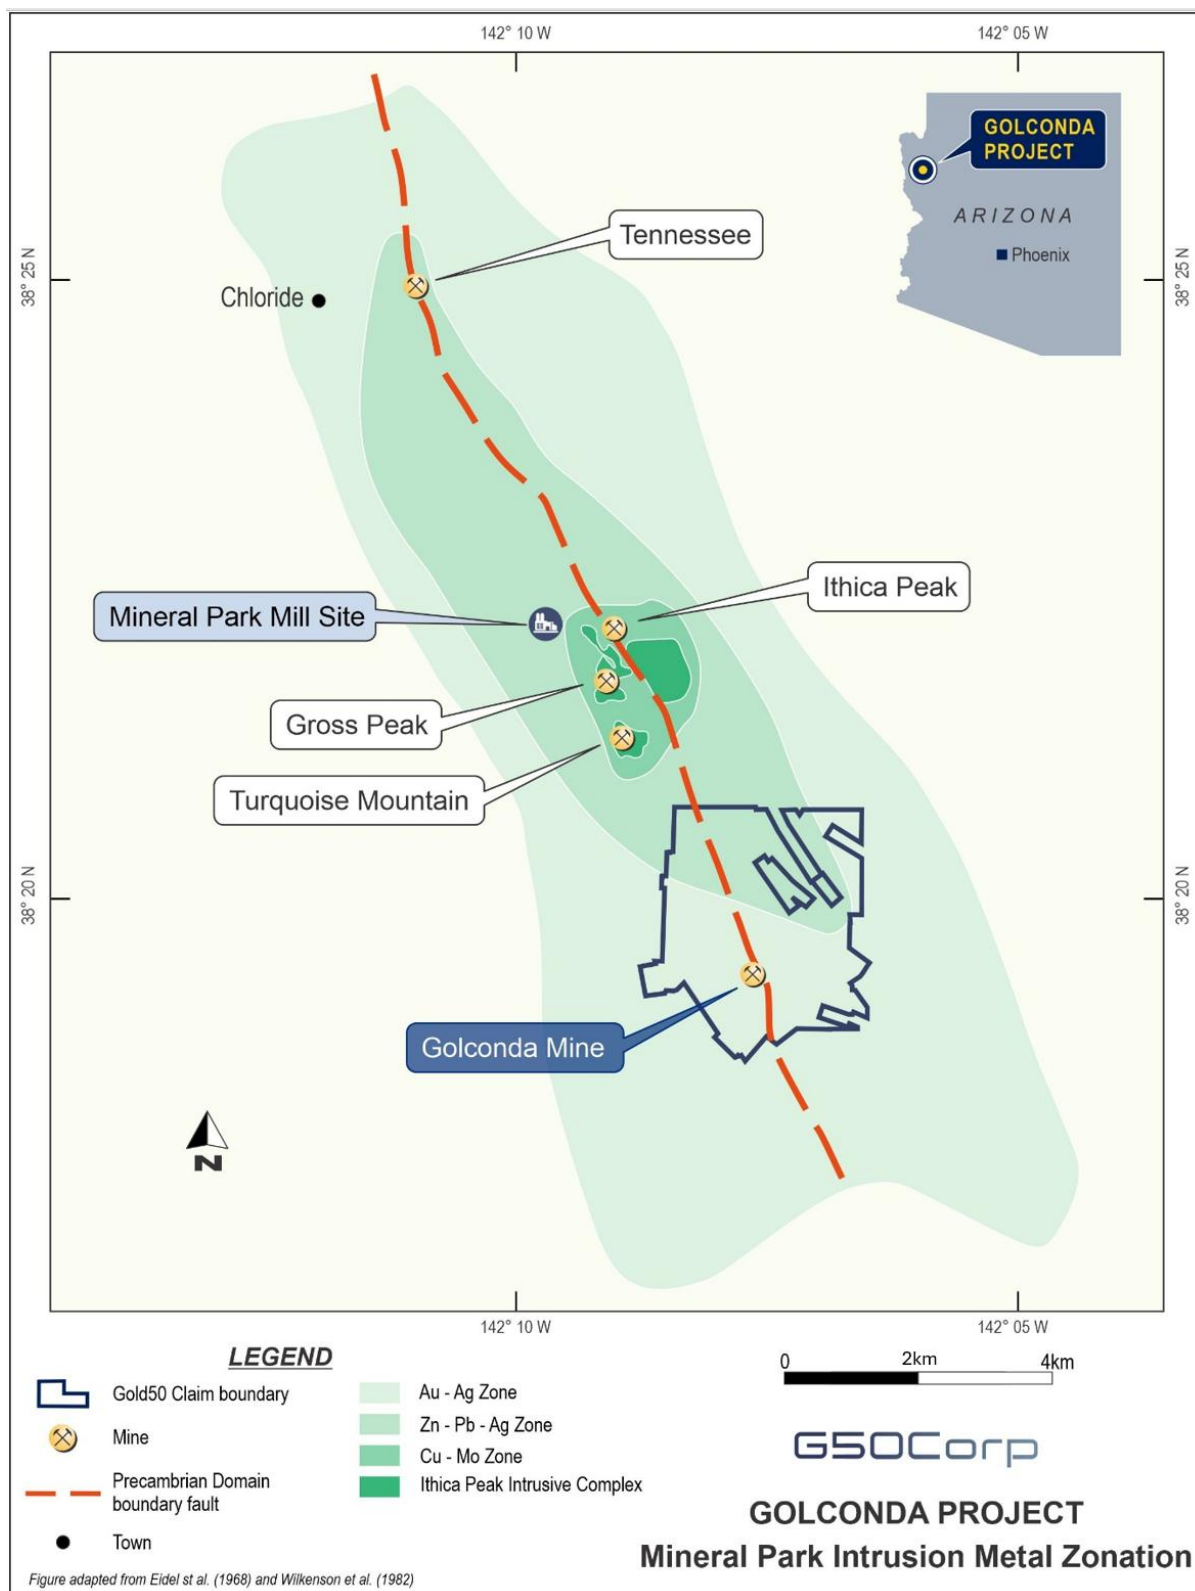 142° 10 W
142° 05 W
GOLCONDA
PROJECT
ARIZONA
Phoenix
Tennessee
38° 25 N
38° 25 N
Chloride
Ithica Peak
Mineral Park Mill Site
Gross Peak
Turquoise Mountain
38° 20 N
38° 20 N
Golconda Mine
N
142° 10 W
142° 05 W
LEGEND
Gold50 Claim boundary
Mine
Precambrian Domain
boundary fault
Town
Au - Ag Zone
Zn - Pb - Ag Zone
Cu - Mo Zone
Ithica Peak Intrusive Complex
0
2km
4km
G50Corp
GOLCONDA PROJECT
Mineral Park Intrusion Metal Zonation
Figure adapted from Eidel st al. (1968) and Wilkenson et al. (1982)